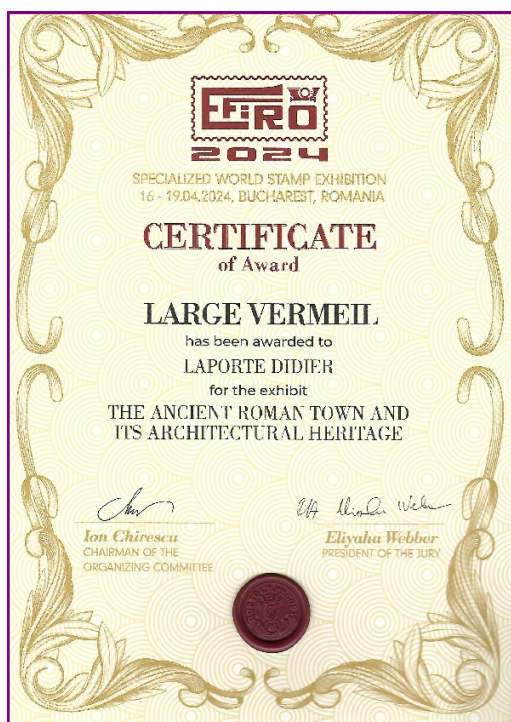 EFIRO
2024
SPECIALIZED WORLD STAMP EXHIBITION
16 - 19.04.2024, BUCHAREST, ROMANIA
CERTIFICATE
of Award
LARGE VERMEIL
has been awarded to
LAPORTE DIDIER
for the exhibit
THE ANCIENT ROMAN TOWN AND
ITS ARCHITECTURAL HERITAGE
Ion Chirescu
CHAIRMAN OF THE
ORGANIZING COMMITTEE
Eliyahu Webber
PRESIDENT OF THE JURY